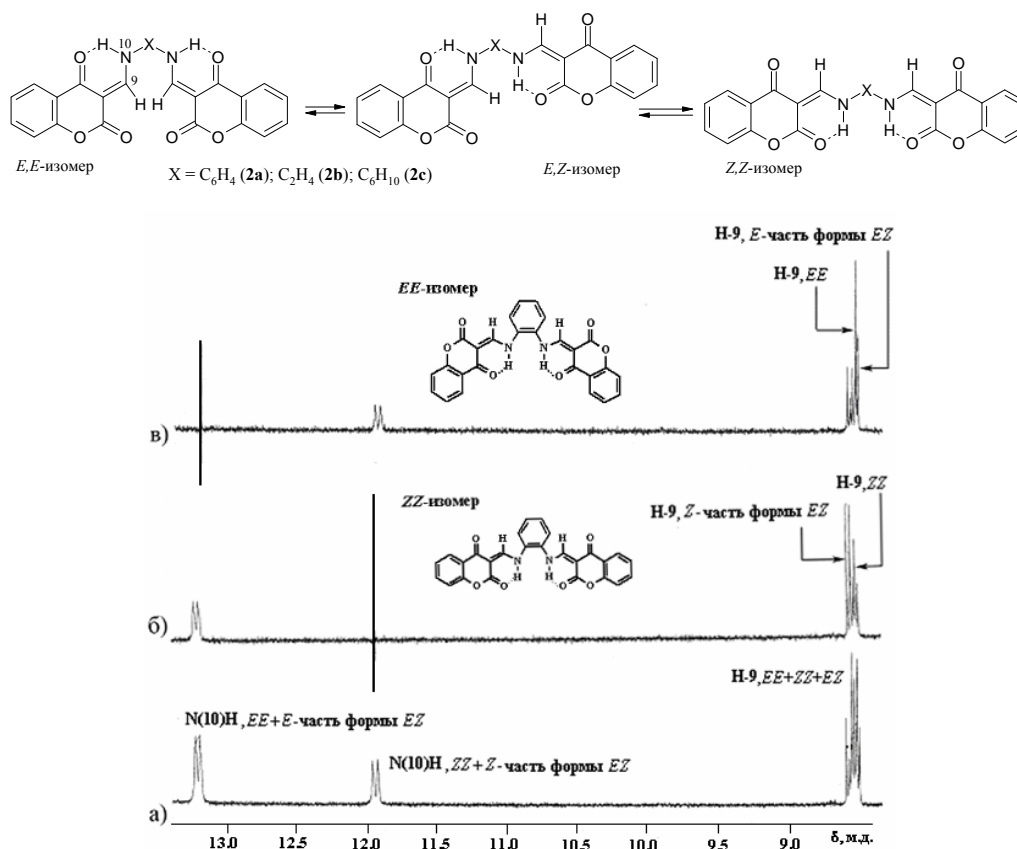 E,E-изомер
E,Z-изомер
Z,Z-изомер
X = C₆H₄ (2a); C₂H₄ (2b); C₆H₁₀ (2c)
H-9, E-часть формы EZ
H-9, EE
EE-изомер
в)
H-9, ZZ
ZZ-изомер
H-9, Z-часть формы EZ
б)
H-9, EE+ZZ+EZ
N(10)H, EE+E-часть формы EZ
N(10)H, ZZ+Z-часть формы EZ
а)
13.0 12.5 12.0 11.5 11.0 10.5 10.0 9.5 9.0 δ, м.д.